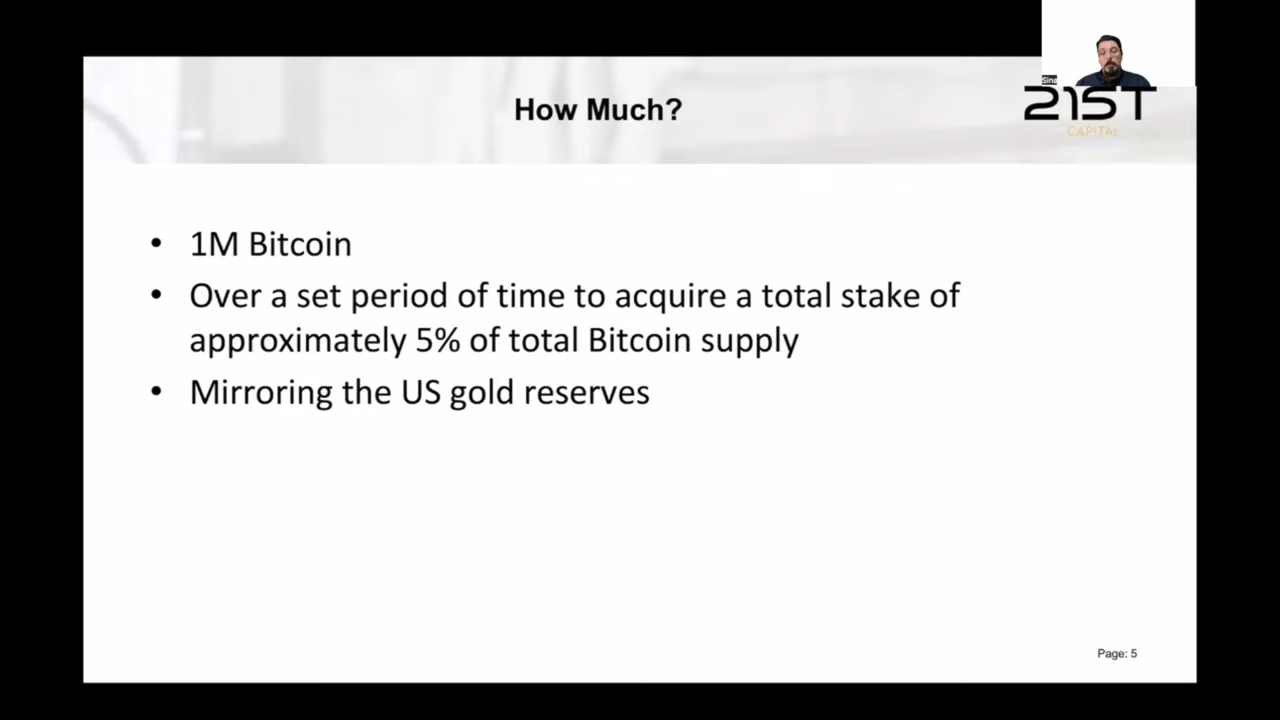 Sina
How Much?
21ST
CAPITAL
• 1M Bitcoin
• Over a set period of time to acquire a total stake of
approximately 5% of total Bitcoin supply
• Mirroring the US gold reserves
Page: 5